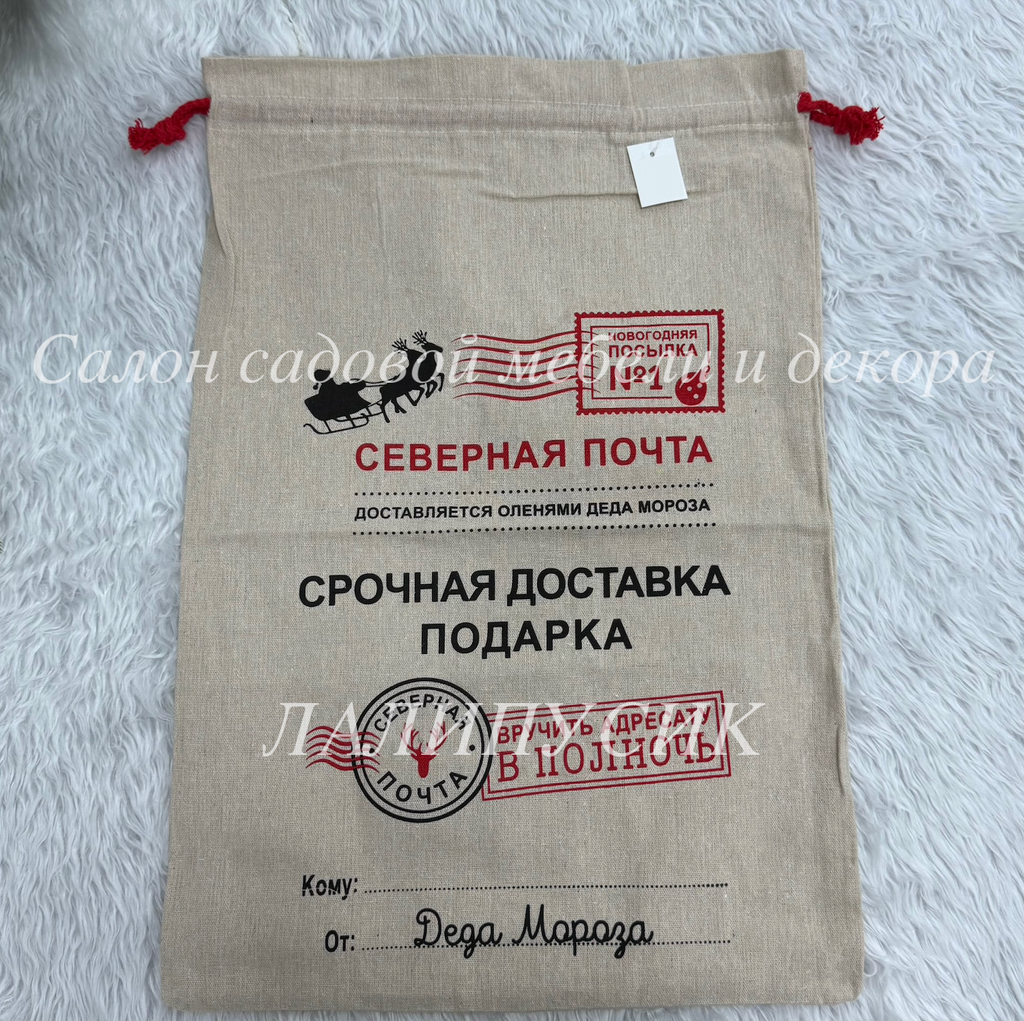 Салон садовой мебели и декора
НОВОГОДНЯЯ
ПОСЫЛКА
№1
СЕВЕРНАЯ ПОЧТА
ДОСТАВЛЯЕТСЯ ОЛЕНЯМИ ДЕДА МОРОЗА
СРОЧНАЯ ДОСТАВКА
ПОДАРКА
СЕВЕРНАЯ
ПОЧТА
ВРУЧИТЬ АДРЕСАТУ
В ПОЛНОЧЬ
ЛАЛИПУСИК
Кому:
От: Деда Мороза